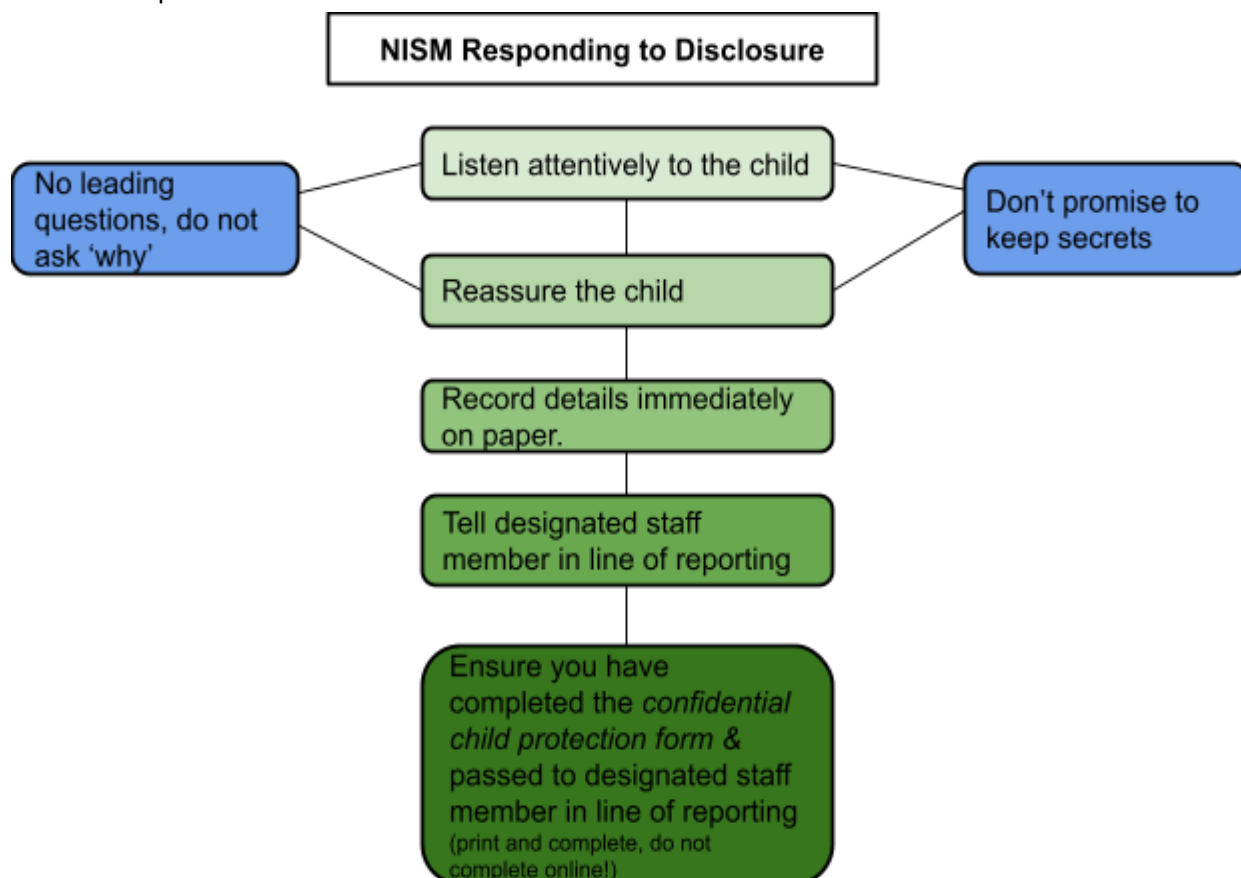 NISM Responding to Disclosure
Listen attentively to the child
No leading
questions, do not
ask ‘why’
Don’t promise to
keep secrets
Reassure the child
Record details immediately
on paper.
Tell designated staff
member in line of reporting
Ensure you have
completed the confidential
child protection form &
passed to designated staff
member in line of reporting
(print and complete, do not
complete online!)